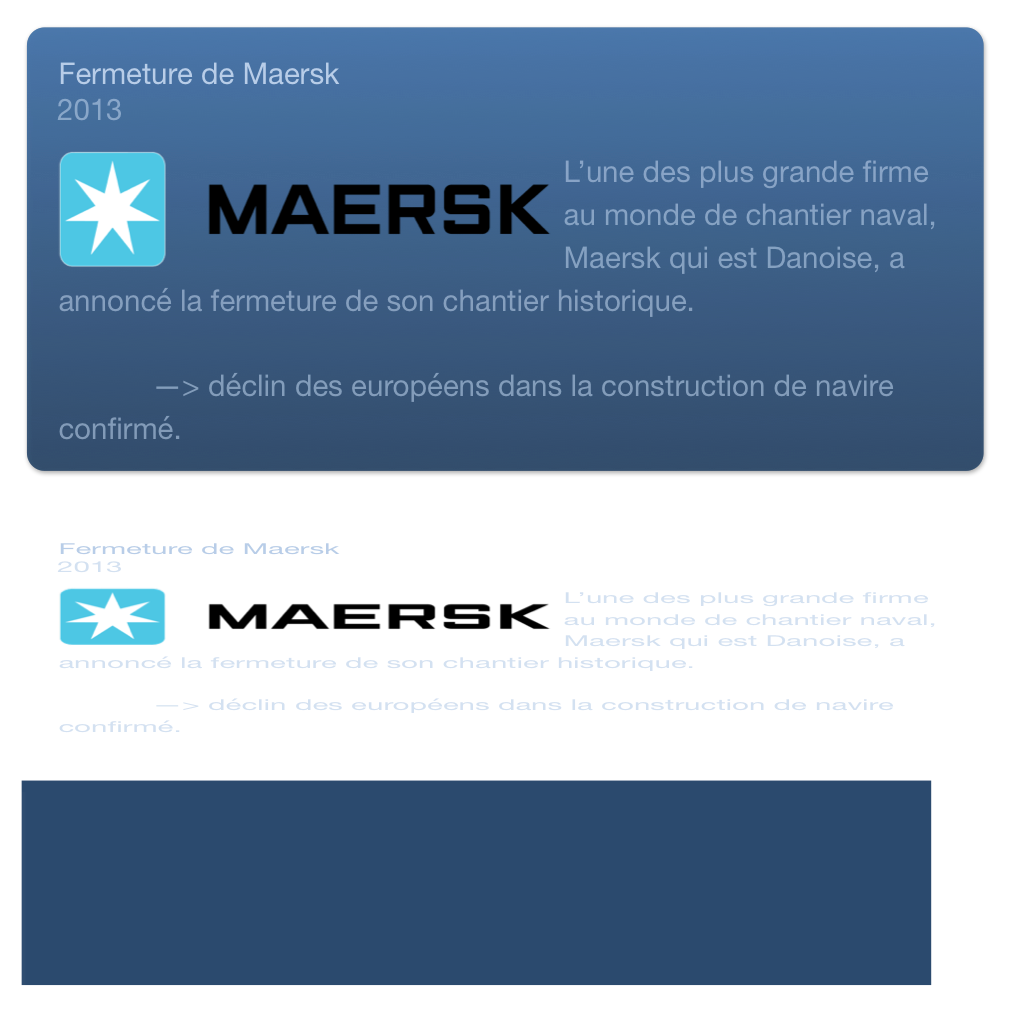 Fermeture de Maersk
2013
MAERSK
L’une des plus grande firme
au monde de chantier naval,
Maersk qui est Danoise, a
annoncé la fermeture de son chantier historique.
—> déclin des européens dans la construction de navire
confirmé.
Fermeture de Maersk
2013
MAERSK
L’une des plus grande firme
au monde de chantier naval,
Maersk qui est Danoise, a
annoncé la fermeture de son chantier historique.
—> déclin des européens dans la construction de navire
confirmé.